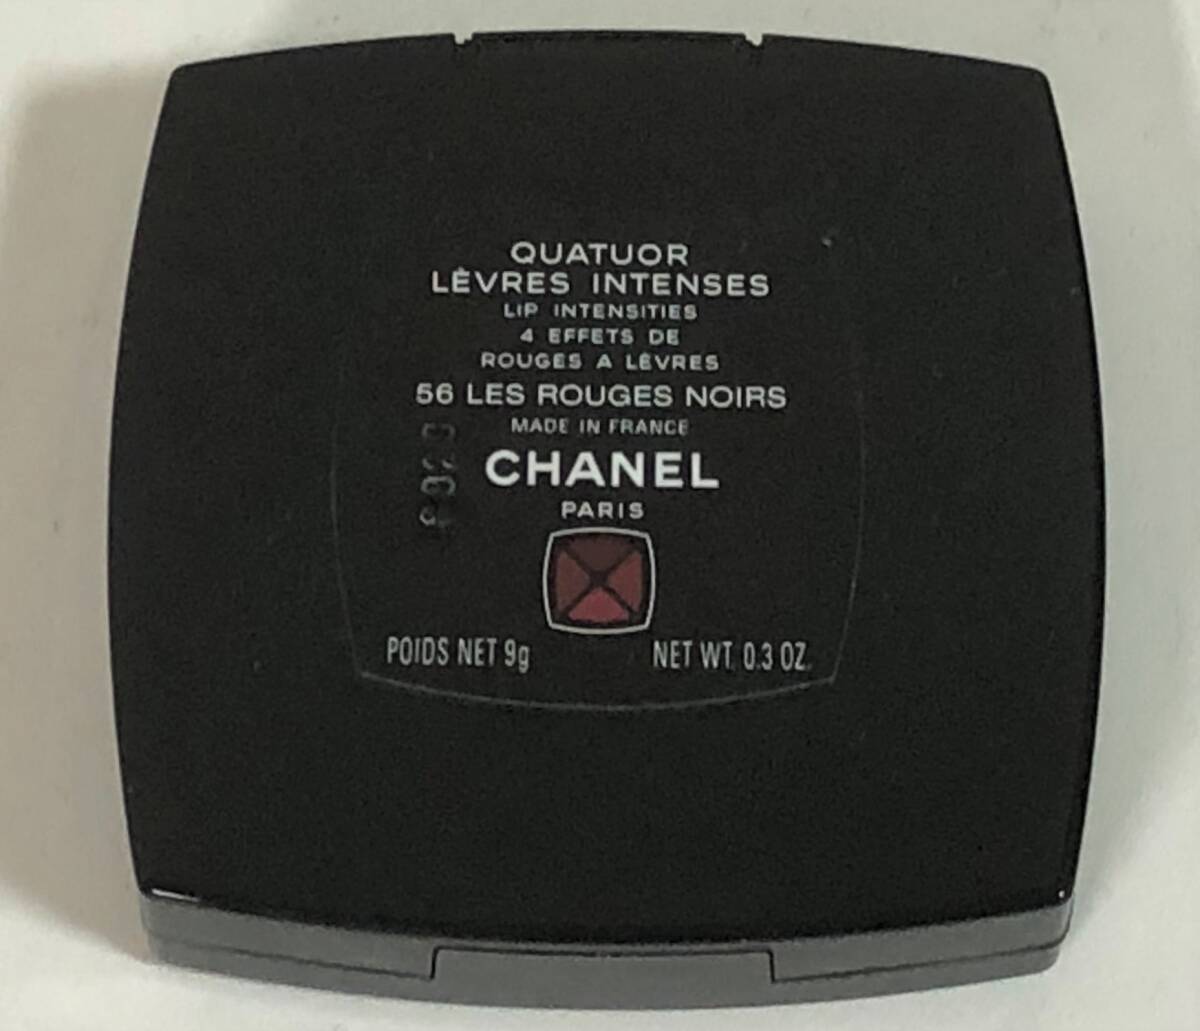 QUATUOR
LÈVRES INTENSES
LIP INTENSITIES
4 EFFETS DE
ROUGES A LÈVRES
56 LES ROUGES NOIRS
MADE IN FRANCE
CHANEL
PARIS
POIDS NET 9g NET WT. 0.3 OZ.